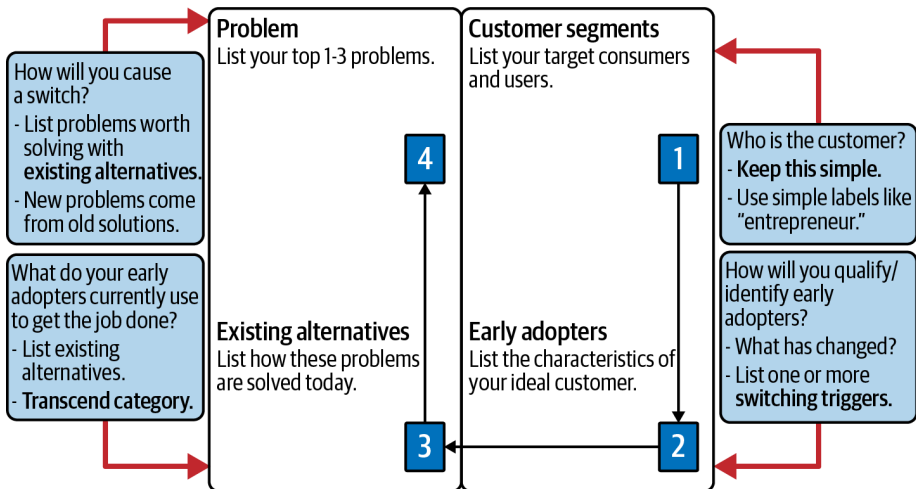 Problem
List your top 1-3 problems.
Customer segments
List your target consumers
and users.
How will you cause
a switch?
- List problems worth
solving with
existing alternatives.
- New problems come
from old solutions.
4
1
Who is the customer?
- Keep this simple.
- Use simple labels like
“entrepreneur.”
What do your early
adopters currently use
to get the job done?
- List existing
alternatives.
- Transcend category.
Existing alternatives
List how these problems
are solved today.
3
Early adopters
List the characteristics of
your ideal customer.
2
How will you qualify/
identify early
adopters?
- What has changed?
- List one or more
switching triggers.